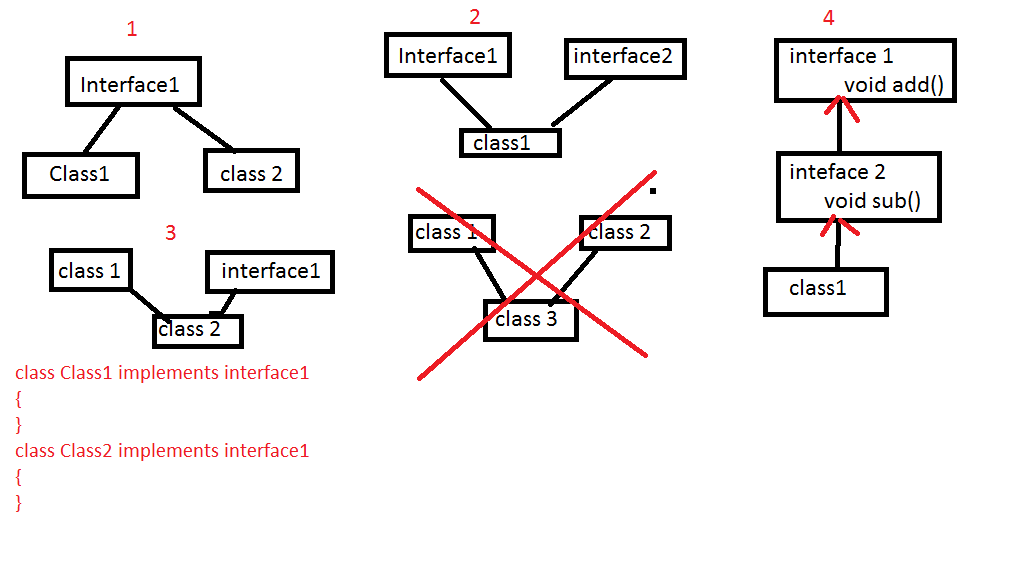 1
Interface1
Class1
class 2
2
Interface1
interface2
class1
3
class 1
interface1
class 2
class 1
class 2
class 3
4
interface 1
void add()
inteface 2
void sub()
class1
class Class1 implements interface1
{
}
class Class2 implements interface1
{
}